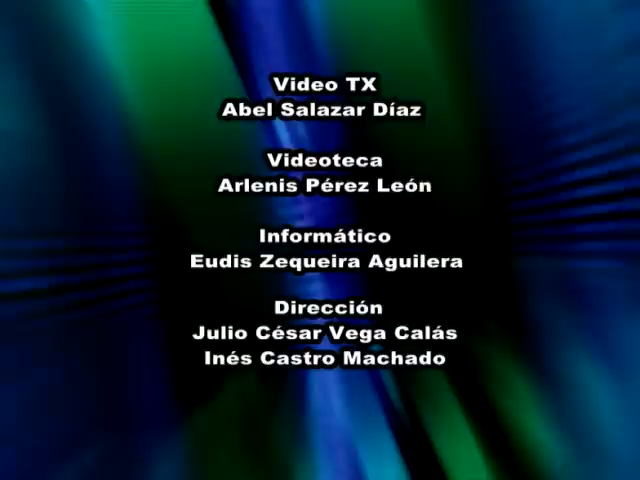 Video TX
Abel Salazar Díaz
Videoteca
Arlenis Pérez León
Informático
Eudis Zequeira Aguilera
Dirección
Julio César Vega Calás
Inés Castro Machado